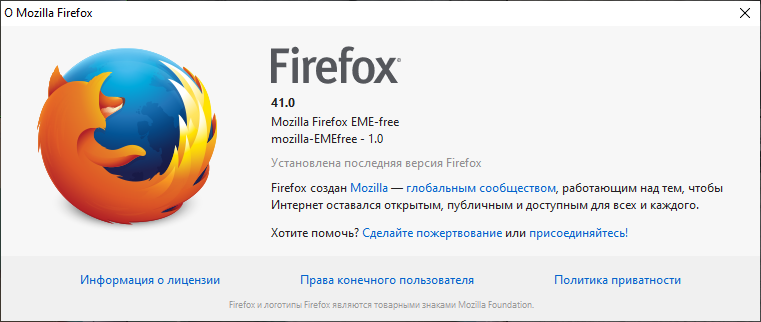 О Mozilla Firefox
Firefox®
41.0
Mozilla Firefox EME-free
mozilla-EMEfree - 1.0
Установлена последняя версия Firefox
Firefox создан Mozilla — глобальным сообществом, работающим над тем, чтобы
Интернет оставался открытым, публичным и доступным для всех и каждого.
Хотите помочь? Сделайте пожертвование или присоединяйтесь!
Информация о лицензии Права конечного пользователя Политика приватности
Firefox и логотипы Firefox являются товарными знаками Mozilla Foundation.